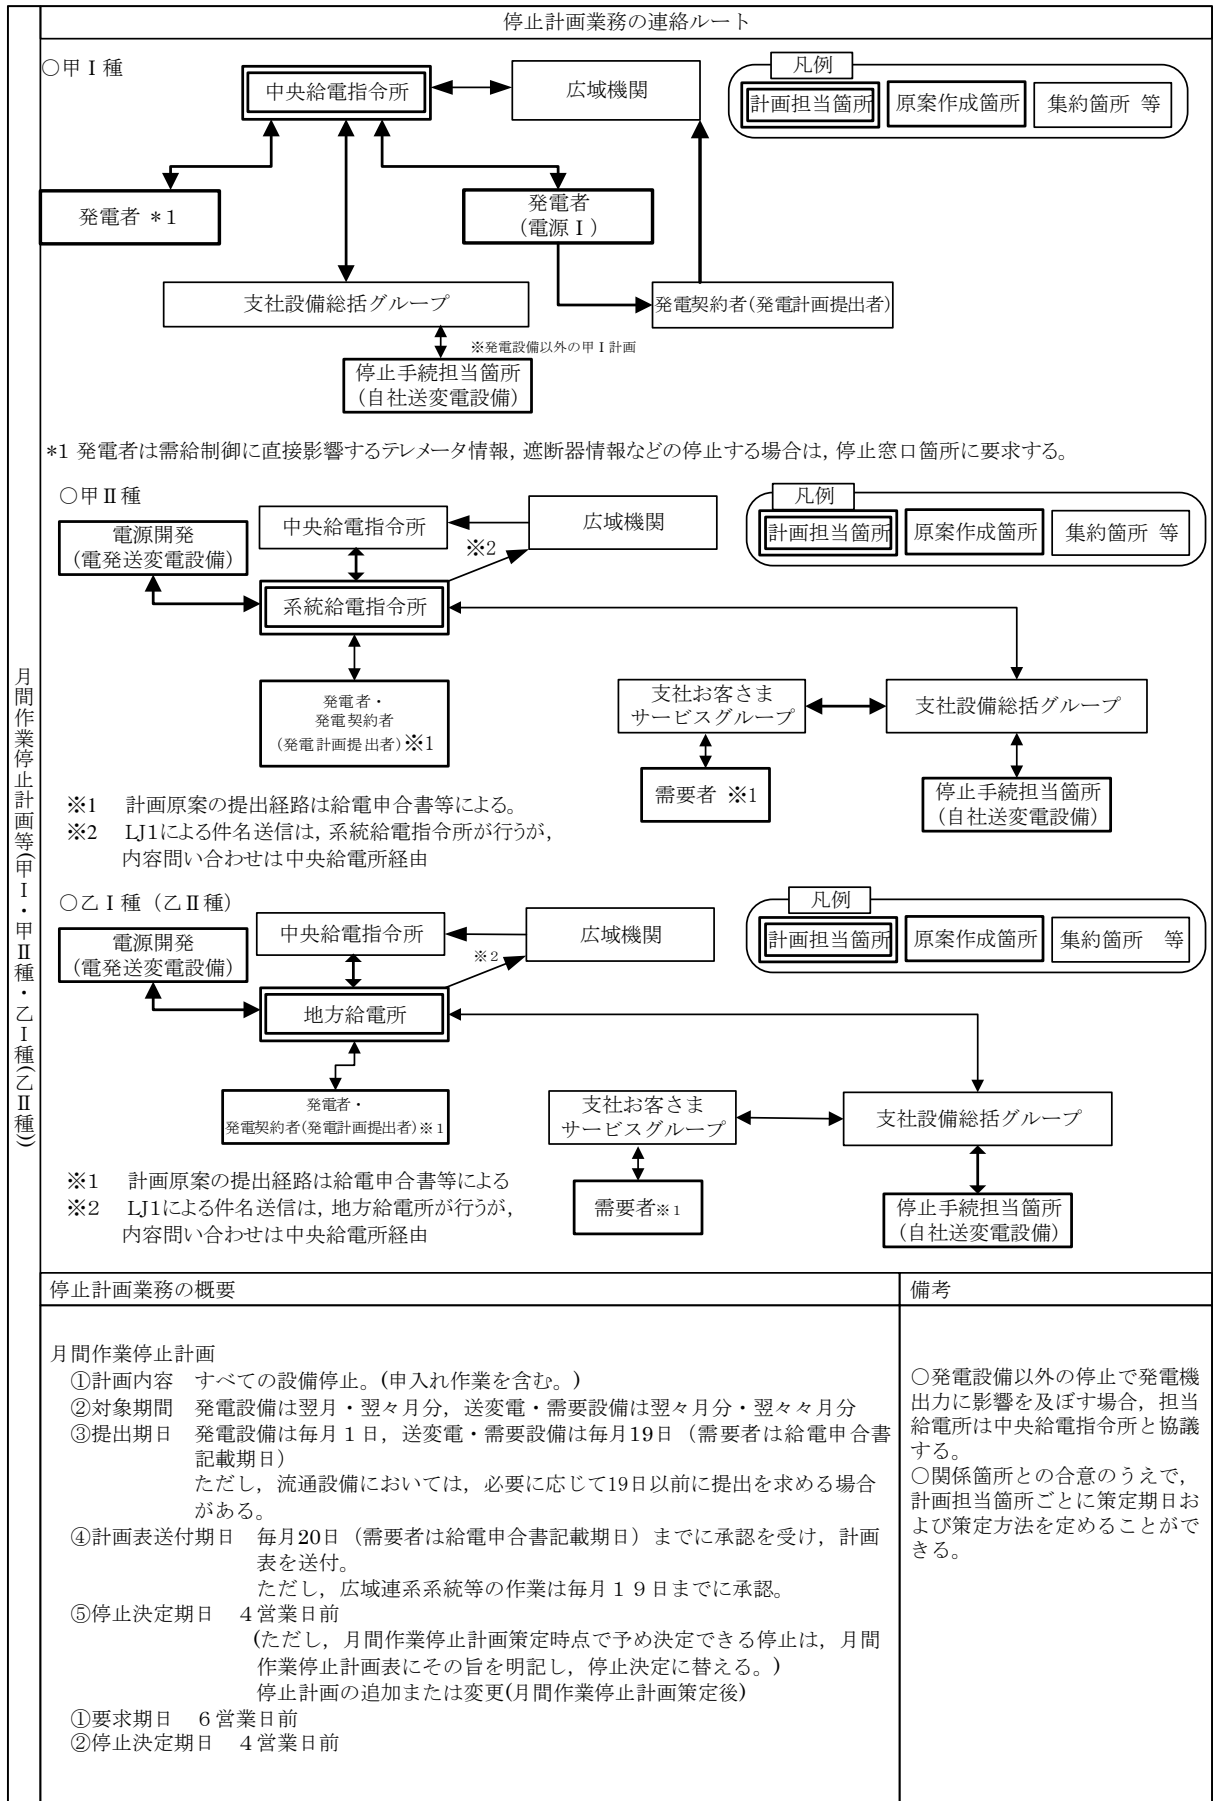 停止計画業務の連絡ルート
月間作業停止計画等(甲Ⅰ・甲Ⅱ種・乙Ⅰ種(乙Ⅱ種))
○甲Ⅰ種
中央給電指令所
広域機関
凡例
計画担当箇所
原案作成箇所
集約箇所 等
発電者 *1
発電者
(電源Ⅰ)
支社設備総括グループ
発電契約者(発電計画提出者)
※発電設備以外の甲Ⅰ計画
停止手続担当箇所
(自社送変電設備)
*1 発電者は需給制御に直接影響するテレメータ情報,遮断器情報などの停止する場合は,停止窓口箇所に要求する。
○甲Ⅱ種
電源開発
(電発送変電設備)
中央給電指令所
※2
広域機関
凡例
計画担当箇所
原案作成箇所
集約箇所 等
系統給電指令所
発電者・
発電契約者
(発電計画提出者)※1
支社お客さま
サービスグループ
支社設備総括グループ
需要者 ※1
停止手続担当箇所
(自社送変電設備)
※1 計画原案の提出経路は給電申合書等による。
※2 LJ1による件名送信は,系統給電指令所が行うが,
内容問い合わせは中央給電所経由
○乙Ⅰ種(乙Ⅱ種)
電源開発
(電発送変電設備)
中央給電指令所
※2
広域機関
凡例
計画担当箇所
原案作成箇所
集約箇所 等
地方給電所
発電者・
発電契約者(発電計画提出者)※1
支社お客さま
サービスグループ
支社設備総括グループ
需要者※1
停止手続担当箇所
(自社送変電設備)
※1 計画原案の提出経路は給電申合書等による
※2 LJ1による件名送信は,地方給電所が行うが,
内容問い合わせは中央給電所経由
停止計画業務の概要
月間作業停止計画
①計画内容 すべての設備停止。(申入れ作業を含む。)
②対象期間 発電設備は翌月・翌々月分,送変電・需要設備は翌々月分・翌々々月分
③提出期日 発電設備は毎月1日,送変電・需要設備は毎月19日(需要者は給電申合書
記載期日)
ただし,流通設備においては,必要に応じて19日以前に提出を求める場合
がある。
④計画表送付期日 毎月20日(需要者は給電申合書記載期日)までに承認を受け,計画
表を送付。
ただし,広域連系系統等の作業は毎月19日までに承認。
⑤停止決定期日 4営業日前
(ただし,月間作業停止計画策定時点で予め決定できる停止は,月間
作業停止計画表にその旨を明記し,停止決定に替える。)
停止計画の追加または変更(月間作業停止計画策定後)
①要求期日 6営業日前
②停止決定期日 4営業日前
備考
○発電設備以外の停止で発電機
出力に影響を及ぼす場合,担当
給電所は中央給電指令所と協議
する。
○関係箇所との合意のうえで,
計画担当箇所ごとに策定期日お
よび策定方法を定めることがで
きる。